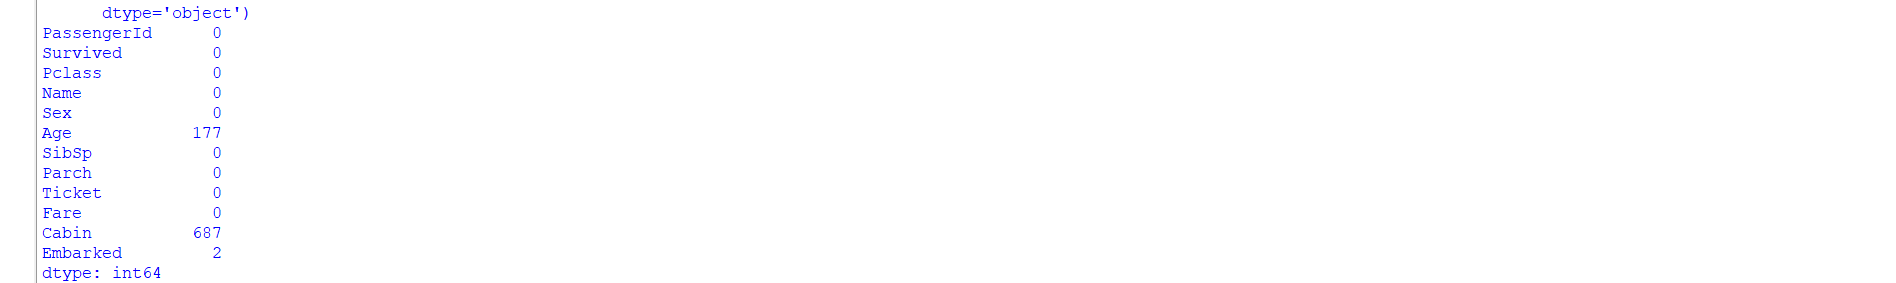 dtype='object')
PassengerId      0
Survived         0
Pclass           0
Name             0
Sex              0
Age            177
SibSp            0
Parch            0
Ticket           0
Fare             0
Cabin          687
Embarked         2
dtype: int64